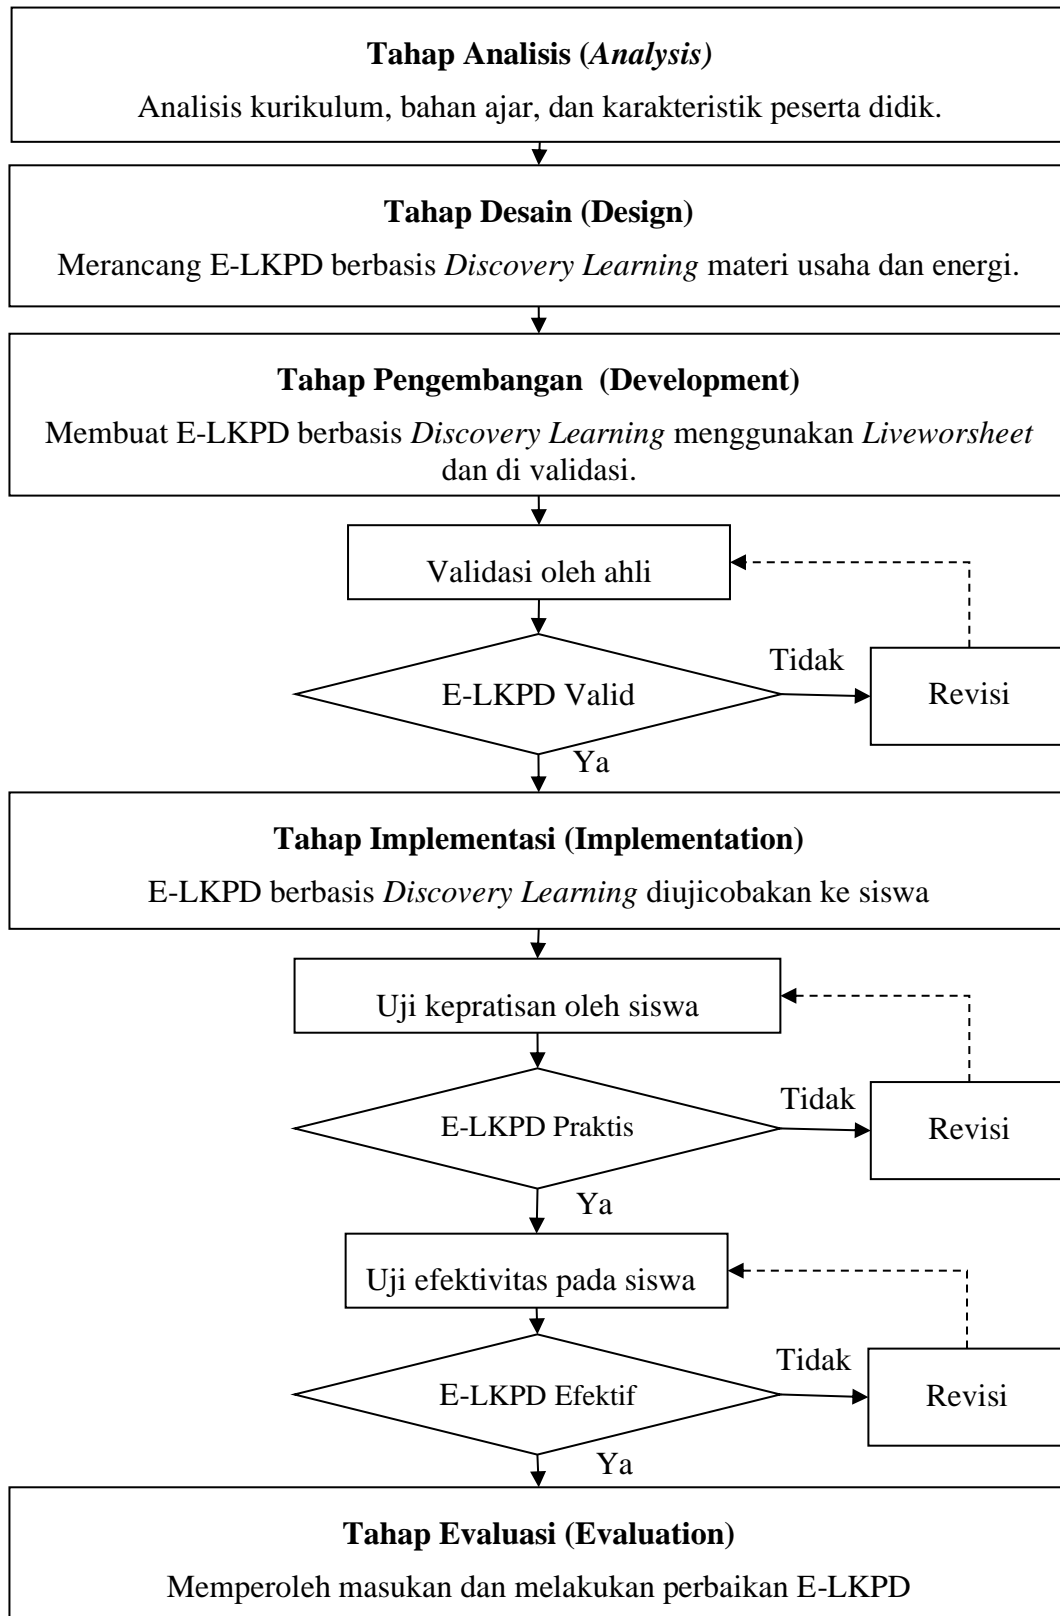 Tahap Analisis (Analysis)
Analisis kurikulum, bahan ajar, dan karakteristik peserta didik.
Tahap Desain (Design)
Merancang E-LKPD berbasis Discovery Learning materi usaha dan energi.
Tahap Pengembangan (Development)
Membuat E-LKPD berbasis Discovery Learning menggunakan Liveworsheet
dan di validasi.
Validasi oleh ahli
E-LKPD Valid
Tidak
Revisi
Ya
Tahap Implementasi (Implementation)
E-LKPD berbasis Discovery Learning diujicobakan ke siswa
Uji kepratisan oleh siswa
E-LKPD Praktis
Tidak
Revisi
Ya
Uji efektivitas pada siswa
E-LKPD Efektif
Tidak
Revisi
Ya
Tahap Evaluasi (Evaluation)
Memperoleh masukan dan melakukan perbaikan E-LKPD